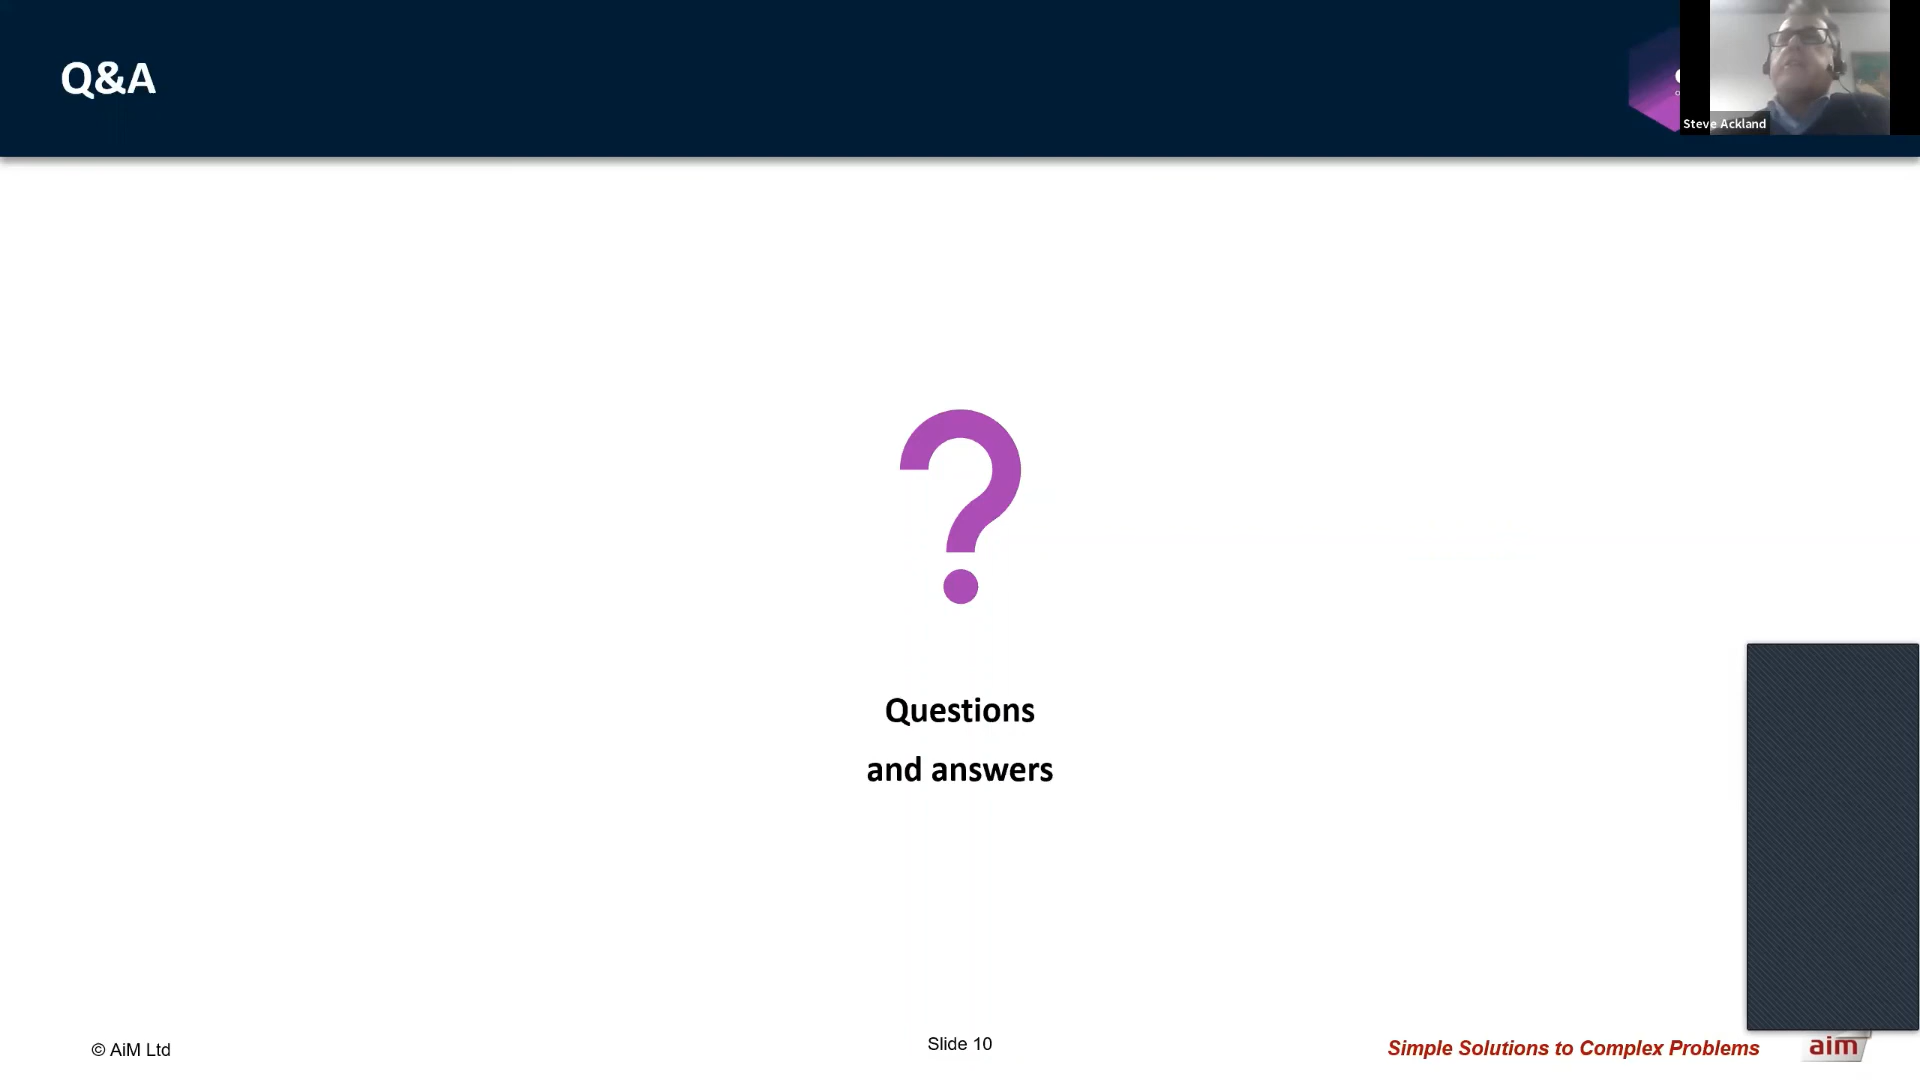 Q&A
Steve Ackland
?
Questions
and answers
© AiM Ltd
Slide 10
Simple Solutions to Complex Problems
aim